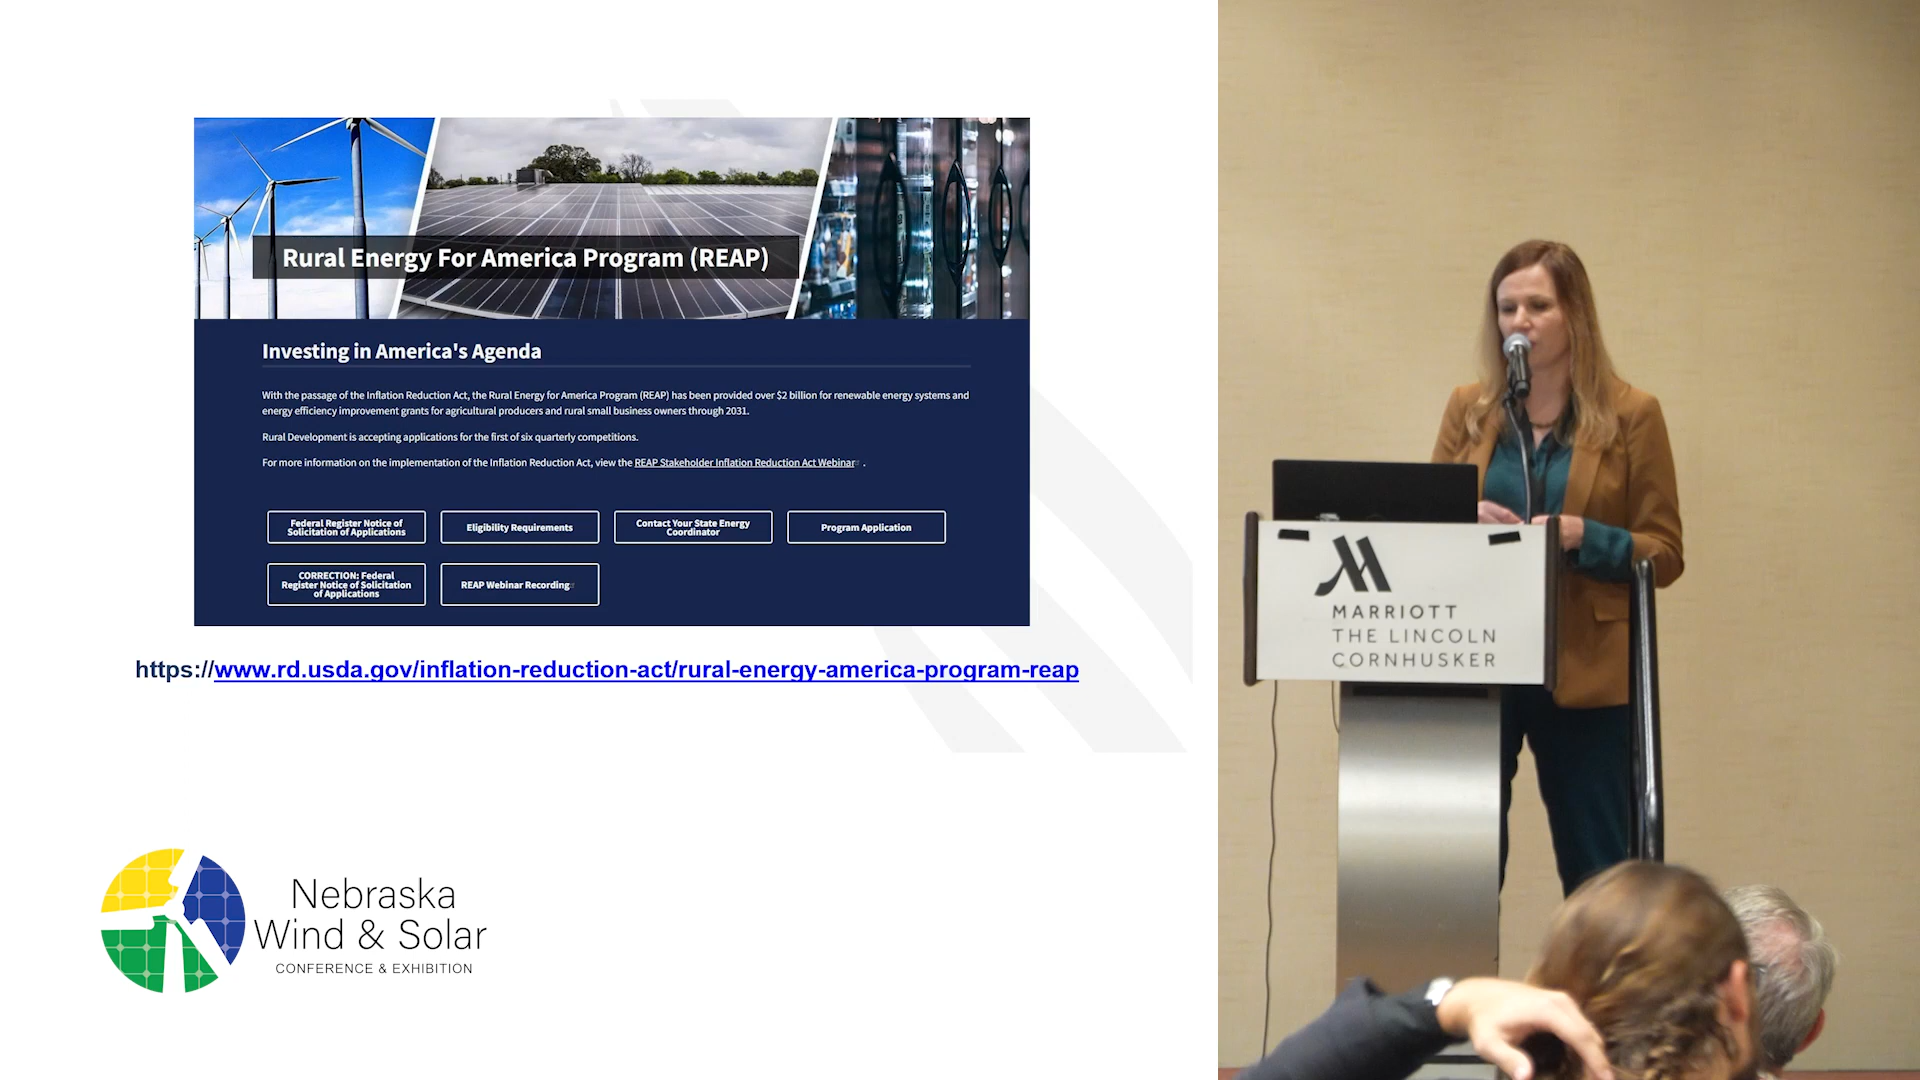 Rural Energy For America Program (REAP)
Investing in America's Agenda
With the passage of the Inflation Reduction Act, the Rural Energy for America Program (REAP) has been provided over $2 billion for renewable energy systems and
energy efficiency improvement grants for agricultural producers and rural small business owners through 2031.
Rural Development is accepting applications for the first of six quarterly competitions.
For more information on the implementation of the Inflation Reduction Act, view the REAP Stakeholder Inflation Reduction Act Webinar .
Federal Register Notice of
Solicitation of Applications
Eligibility Requirements
Contact Your State Energy
Coordinator
Program Application
CORRECTION: Federal
Register Notice of Solicitation
of Applications
REAP Webinar Recording
https://www.rd.usda.gov/inflation-reduction-act/rural-energy-america-program-reap
Nebraska
Wind & Solar
CONFERENCE & EXHIBITION
MARRIOTT
THE LINCOLN
CORNHUSKER